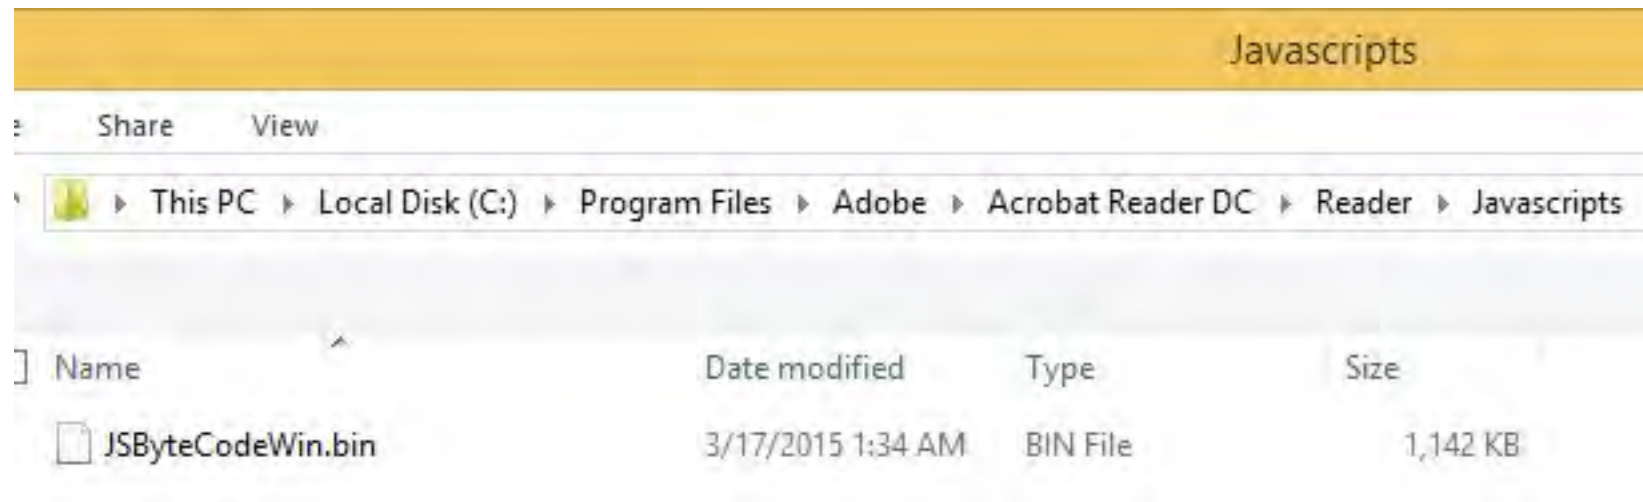 Javascripts
Share View
This PC Local Disk (C:) Program Files Adobe Acrobat Reader DC Reader Javascripts
Name Date modified Type Size
JSByteCodeWin.bin 3/17/2015 1:34 AM BIN File 1,142 KB